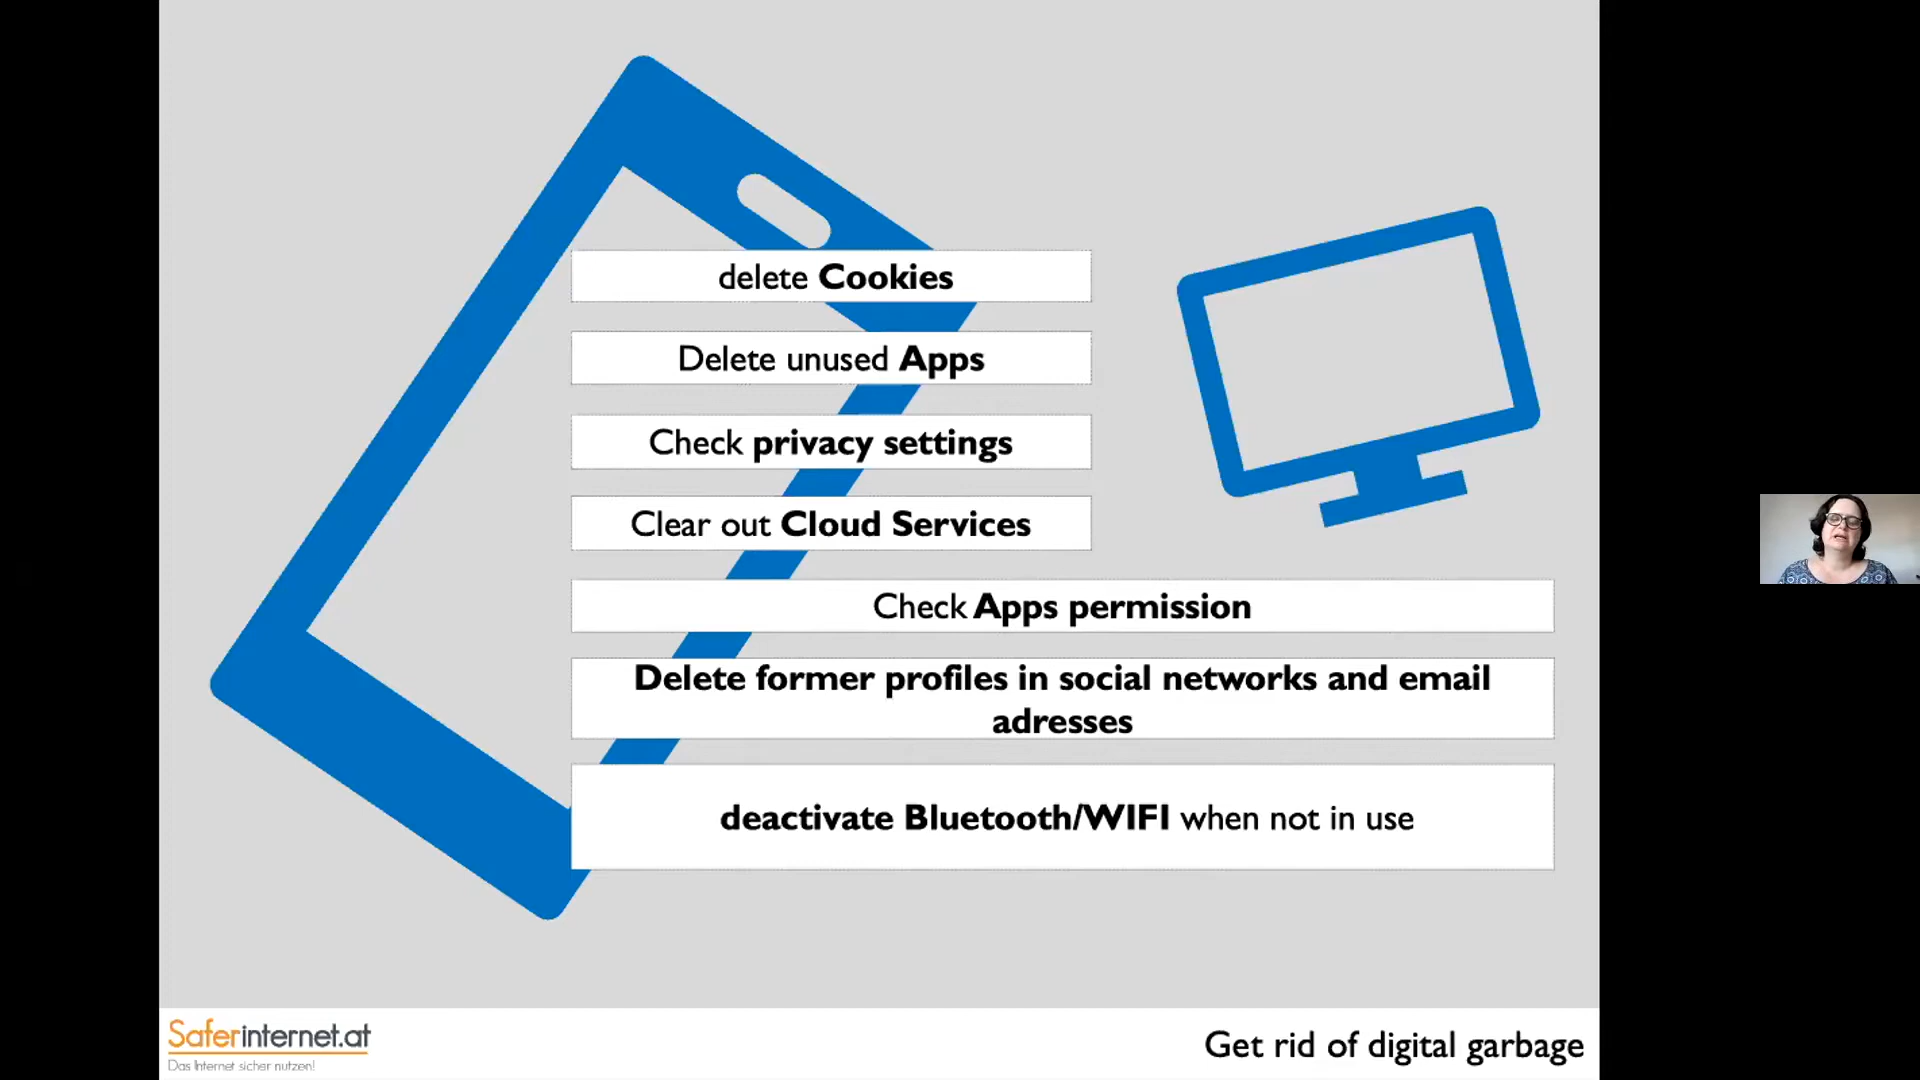 delete Cookies
Delete unused Apps
Check privacy settings
Clear out Cloud Services
Check Apps permission
Delete former profiles in social networks and email
adresses
deactivate Bluetooth/WIFI when not in use
Saferinternet.at
Das Internet sicher nutzen!
Get rid of digital garbage